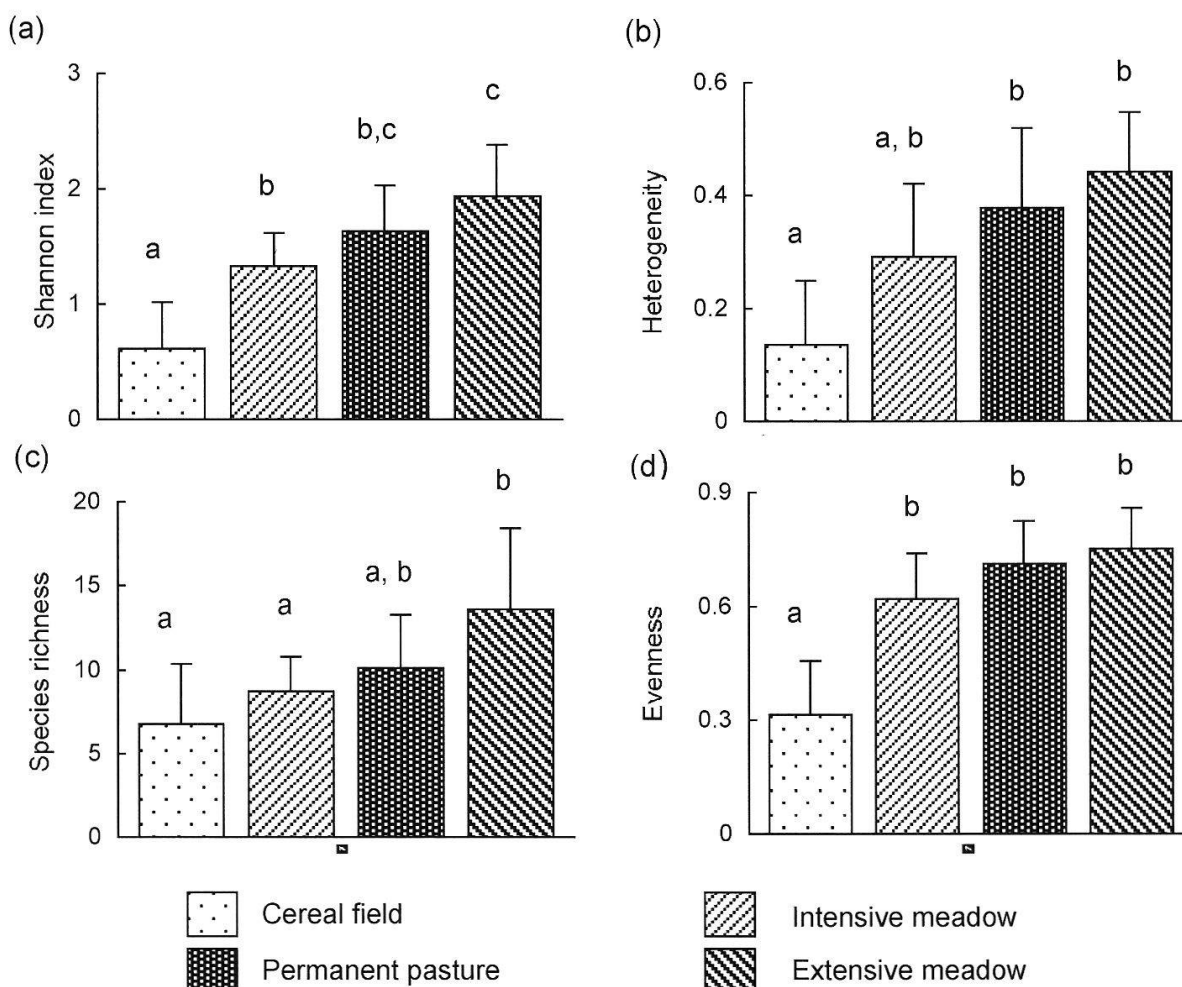 (a)
3
2
1
0
Shannon index
a
b
b,c
c
(b)
0.6
0.4
0.2
0
Heterogeneity
a
a, b
b
b
(c)
20
15
10
5
0
Species richness
a
a
a, b
b
(d)
0.9
0.6
0.3
0
Evenness
a
b
b
b
Cereal field
Intensive meadow
Permanent pasture
Extensive meadow